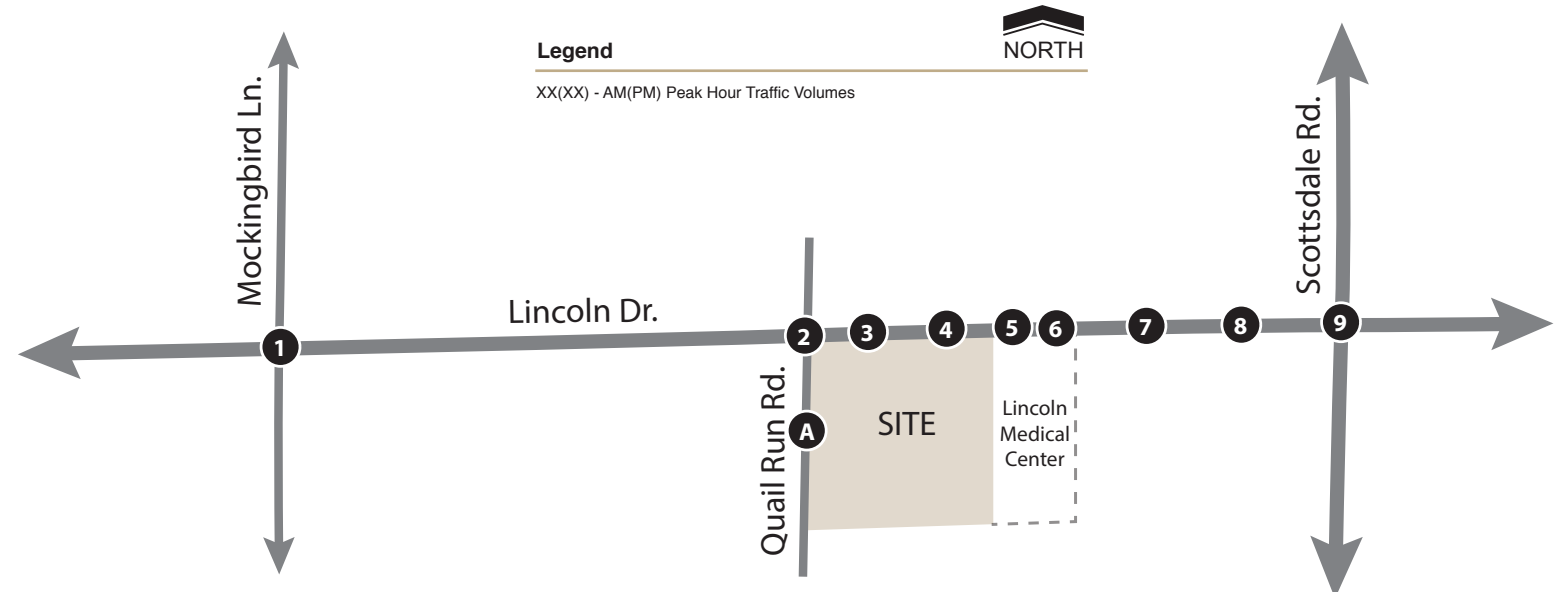 Legend
NORTH
XX(XX) - AM(PM) Peak Hour Traffic Volumes
Mockingbird Ln.
Scottsdale Rd.
Lincoln Dr.
1
2
3
4
5
6
7
8
9
Quail Run Rd.
A
SITE
Lincoln
Medical
Center